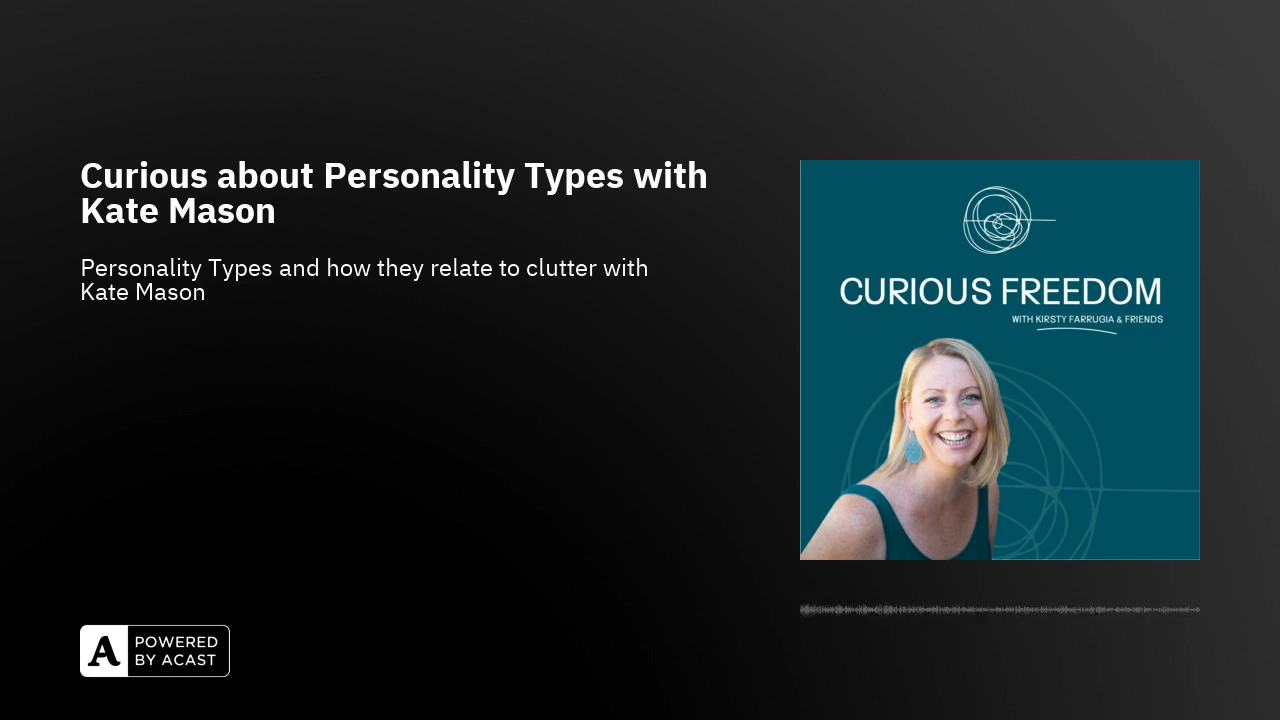 Curious about Personality Types with
Kate Mason
Personality Types and how they relate to clutter with
Kate Mason
CURIOUS FREEDOM
WITH KIRSTY FARRUGIA & FRIENDS
A POWERED
BY ACAST